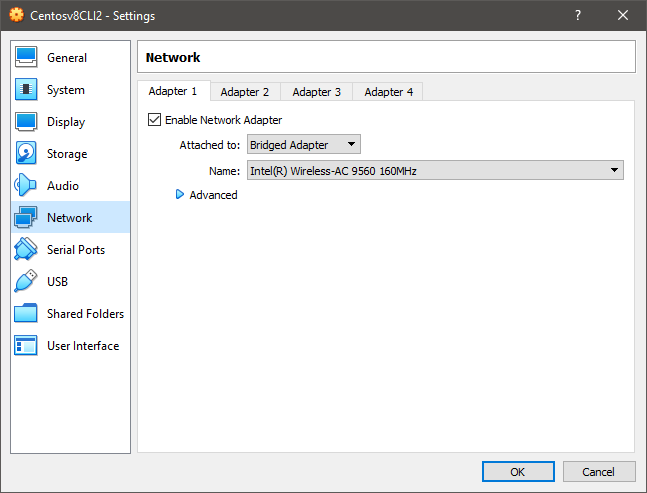 Centosv8CLI2 - Settings
?
General
System
Display
Storage
Audio
Network
Serial Ports
USB
Shared Folders
User Interface
Network
Adapter 1 Adapter 2 Adapter 3 Adapter 4
Enable Network Adapter
Attached to: Bridged Adapter
Name: Intel(R) Wireless-AC 9560 160MHz
Advanced
OK Cancel